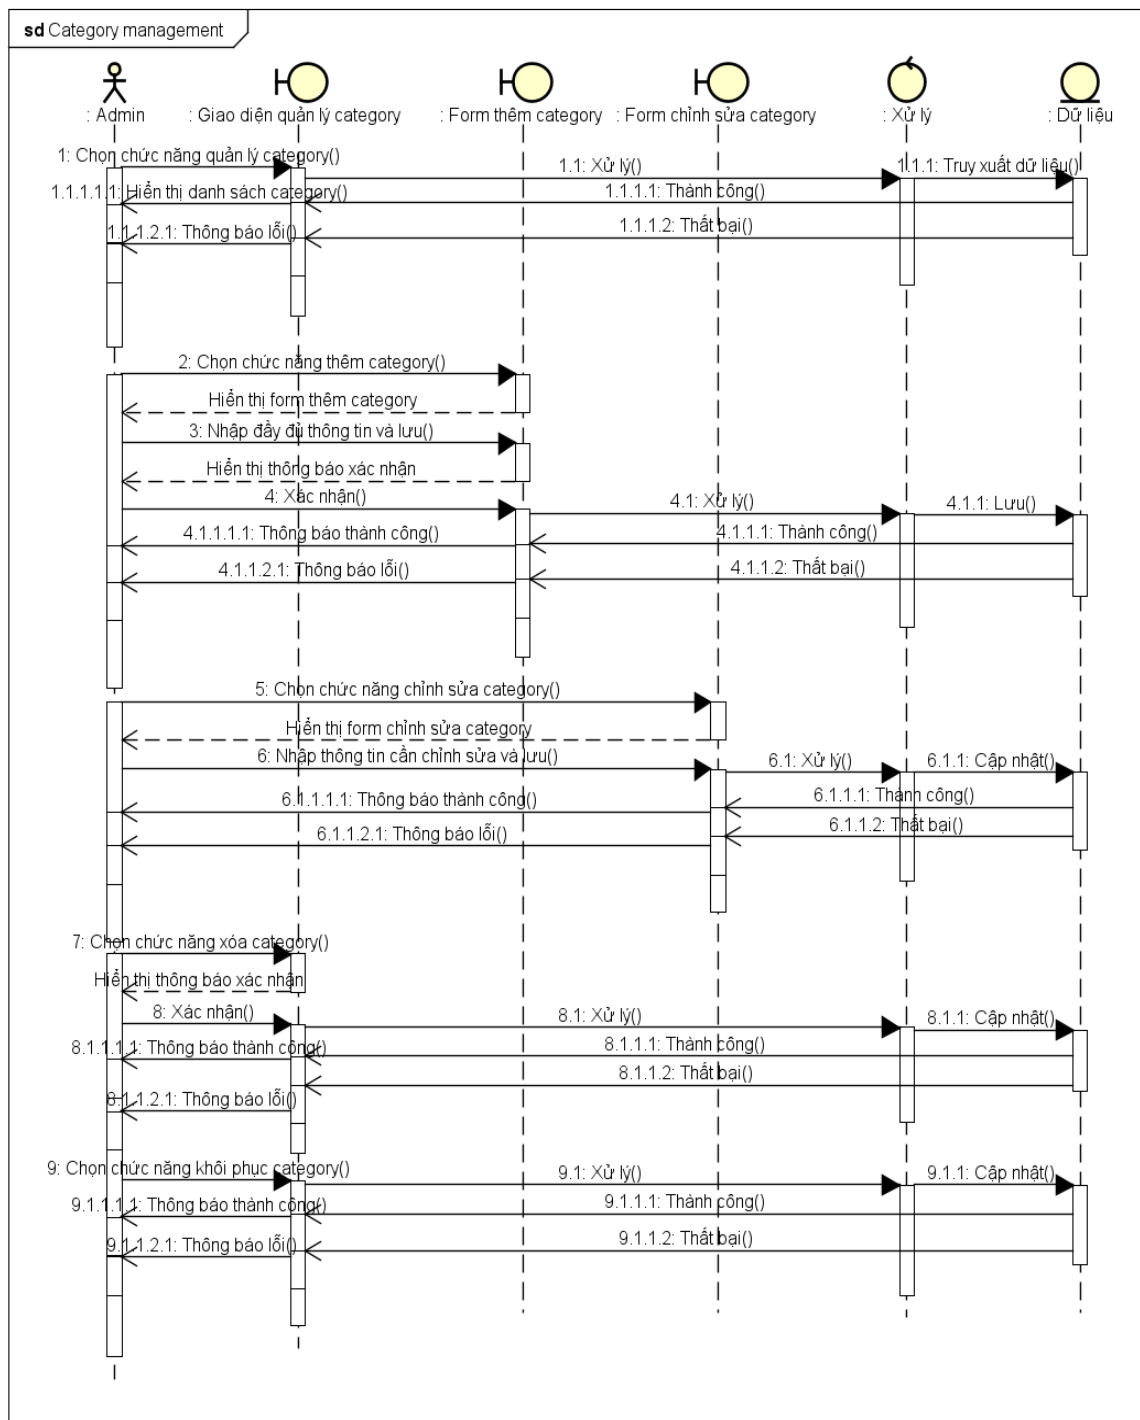 sd Category management
: Admin
: Giao diện quản lý category
: Form thêm category
: Form chỉnh sửa category
: Xử lý
: Dữ liệu
1: Chọn chức năng quản lý category()
1.1: Xử lý()
1.1.1: Truy xuất dữ liệu()
1.1.1.1.1: Hiển thị danh sách category()
1.1.1.1: Thành công()
1.1.1.2.1: Thông báo lỗi()
1.1.1.2: Thất bại()
2: Chọn chức năng thêm category()
Hiển thị form thêm category
3: Nhập đầy đủ thông tin và lưu()
Hiển thị thông báo xác nhận
4: Xác nhận()
4.1: Xử lý()
4.1.1: Lưu()
4.1.1.1.1: Thông báo thành công()
4.1.1.1: Thành công()
4.1.1.2.1: Thông báo lỗi()
4.1.1.2: Thất bại()
5: Chọn chức năng chỉnh sửa category()
Hiển thị form chỉnh sửa category
6: Nhập thông tin cần chỉnh sửa và lưu()
6.1: Xử lý()
6.1.1: Cập nhật()
6.1.1.1.1: Thông báo thành công()
6.1.1.1: Thành công()
6.1.1.2.1: Thông báo lỗi()
6.1.1.2: Thất bại()
7: Chọn chức năng xóa category()
Hiển thị thông báo xác nhận
8: Xác nhận()
8.1: Xử lý()
8.1.1: Cập nhật()
8.1.1.1.1: Thông báo thành công()
8.1.1.1: Thành công()
8.1.1.2.1: Thông báo lỗi()
8.1.1.2: Thất bại()
9: Chọn chức năng khôi phục category()
9.1: Xử lý()
9.1.1: Cập nhật()
9.1.1.1.1: Thông báo thành công()
9.1.1.1: Thành công()
9.1.1.2.1: Thông báo lỗi()
9.1.1.2: Thất bại()